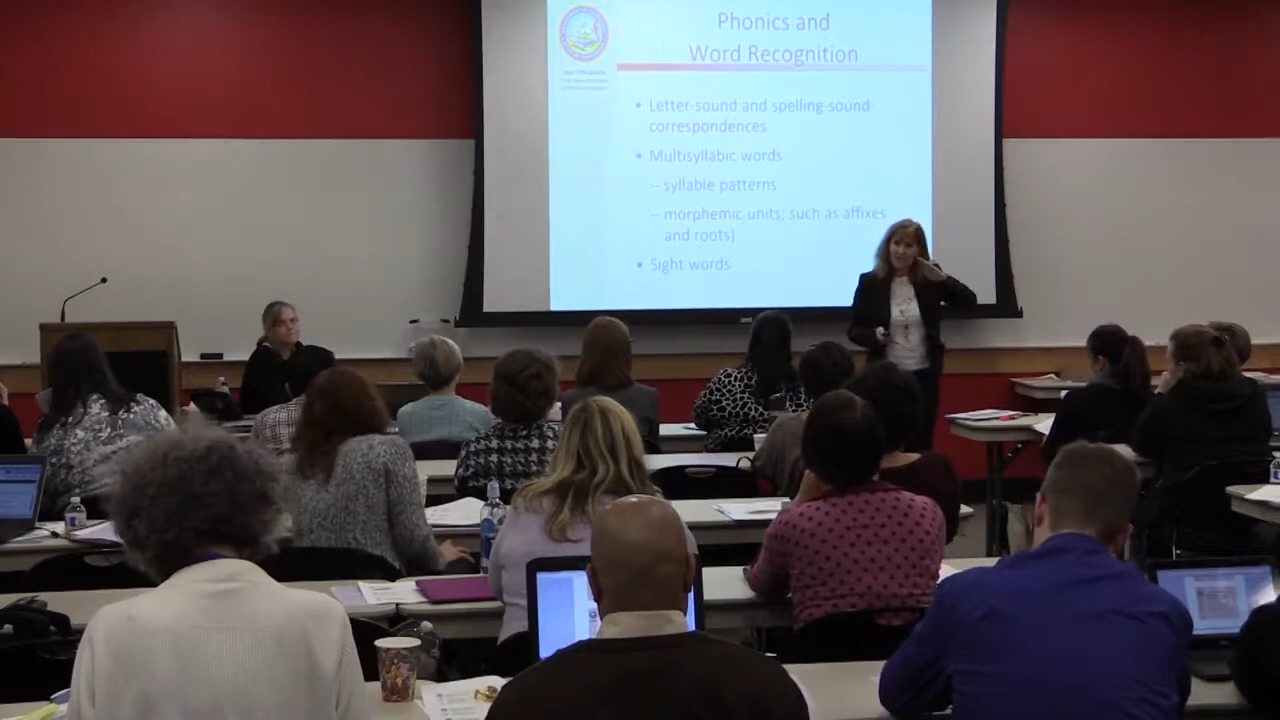 Phonics and
Word Recognition
• Letter-sound and spelling-sound
correspondences
• Multisyllabic words
– syllable patterns
– morphemic units, such as affixes
and roots)
• Sight words